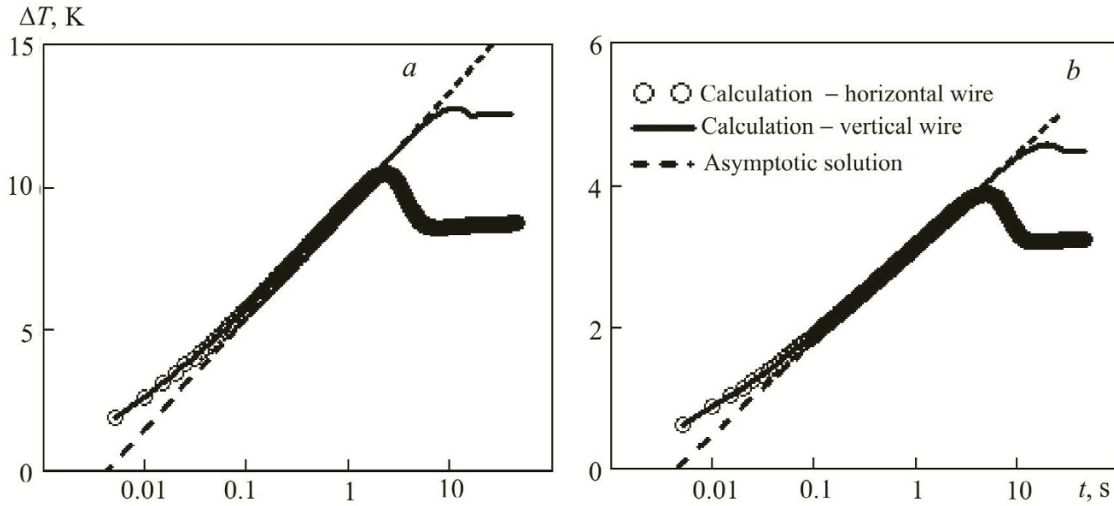 ΔT, K
15
10
5
0
0.01 0.1 1 10
a
6
4
2
0
0.01 0.1 1 10 t, s
b
Calculation – horizontal wire
Calculation – vertical wire
Asymptotic solution